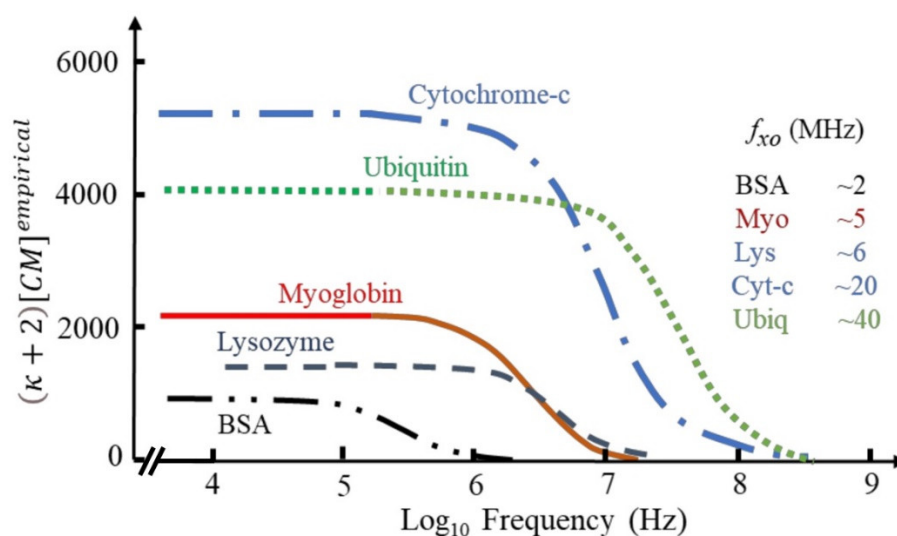 6000
Cytochrome-c
f_xo (MHz)
Ubiquitin
BSA ~2
4000
Myo ~5
Lys ~6
Myoglobin
Cyt-c ~20
Ubiq ~40
2000
Lysozyme
BSA
0
4 5 6 7 8 9
Log₁₀ Frequency (Hz)
(κ + 2)[CM]^empirical